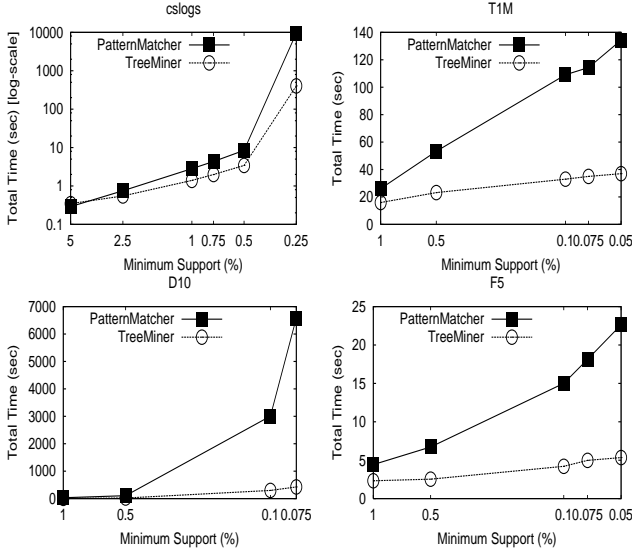 cslogs
Total Time (sec) [log-scale]
10000
1000
100
10
1
0.1
PatternMatcher
TreeMiner
5 2.5 1 0.75 0.5 0.25
Minimum Support (%)
T1M
Total Time (sec)
140
120
100
80
60
40
20
0
PatternMatcher
TreeMiner
1 0.5 0.10.075 0.05
Minimum Support (%)
D10
Total Time (sec)
7000
6000
5000
4000
3000
2000
1000
0
PatternMatcher
TreeMiner
1 0.5 0.10.075
Minimum Support (%)
F5
Total Time (sec)
25
20
15
10
5
0
PatternMatcher
TreeMiner
1 0.5 0.10.075 0.05
Minimum Support (%)